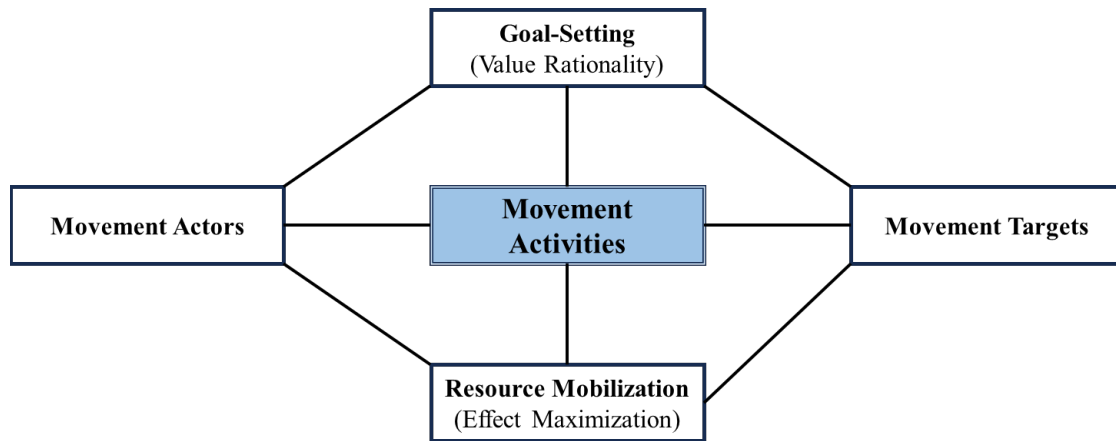 Goal-Setting
(Value Rationality)
Movement Actors
Movement
Activities
Movement Targets
Resource Mobilization
(Effect Maximization)